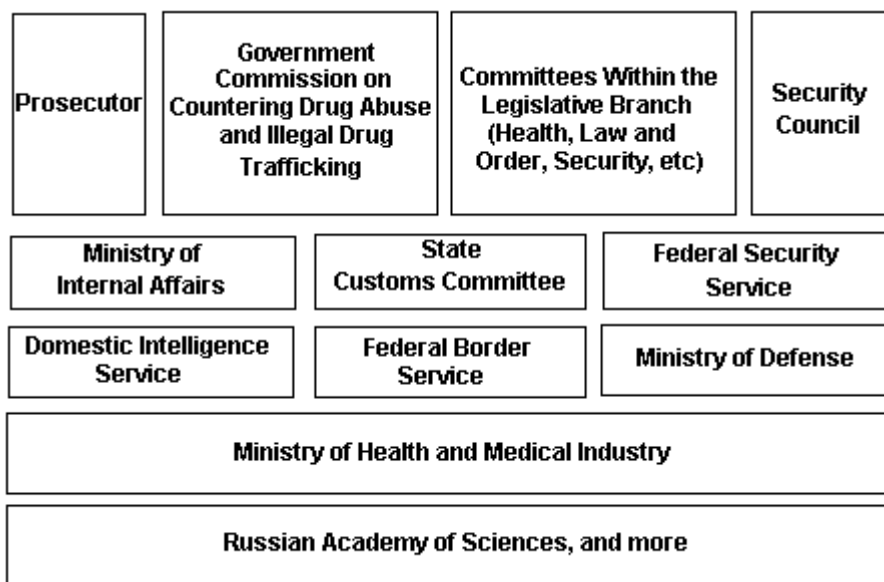 Prosecutor
Government
Commission on
Countering Drug Abuse
and Illegal Drug
Trafficking
Committees Within the
Legislative Branch
(Health, Law and
Order, Security, etc)
Security
Council
Ministry of
Internal Affairs
State
Customs Committee
Federal Security
Service
Domestic Intelligence
Service
Federal Border
Service
Ministry of Defense
Ministry of Health and Medical Industry
Russian Academy of Sciences, and more